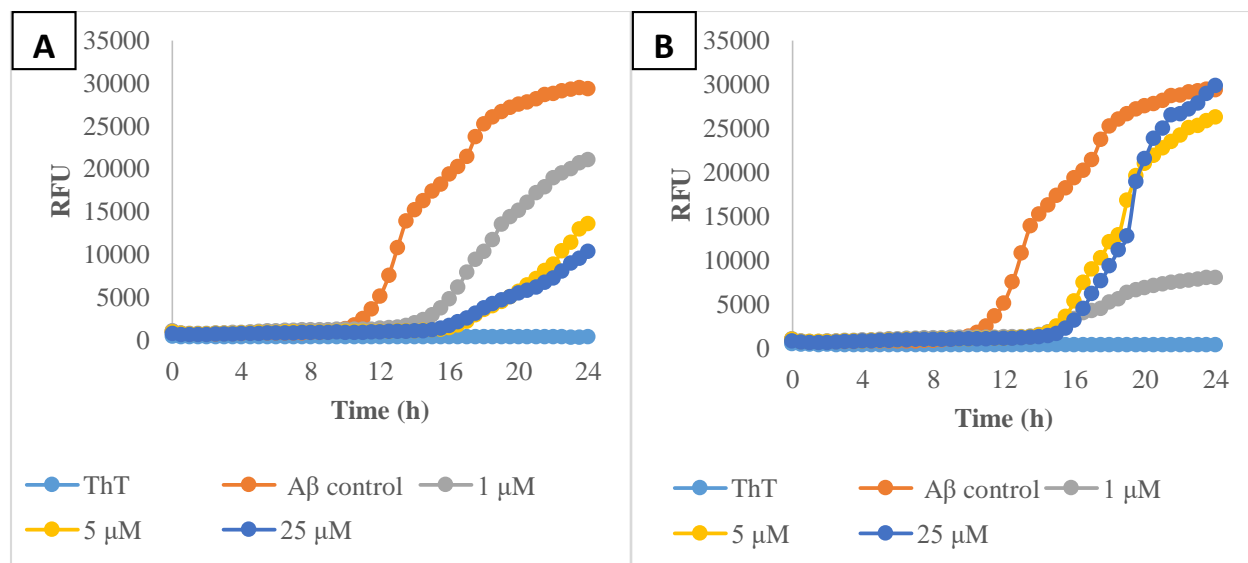 A
35000
30000
25000
20000
15000
10000
5000
0
RFU
0 4 8 12 16 20 24
Time (h)
ThT Aβ control 1 μM
5 μM 25 μM
B
35000
30000
25000
20000
15000
10000
5000
0
RFU
0 4 8 12 16 20 24
Time (h)
ThT Aβ control 1 μM
5 μM 25 μM